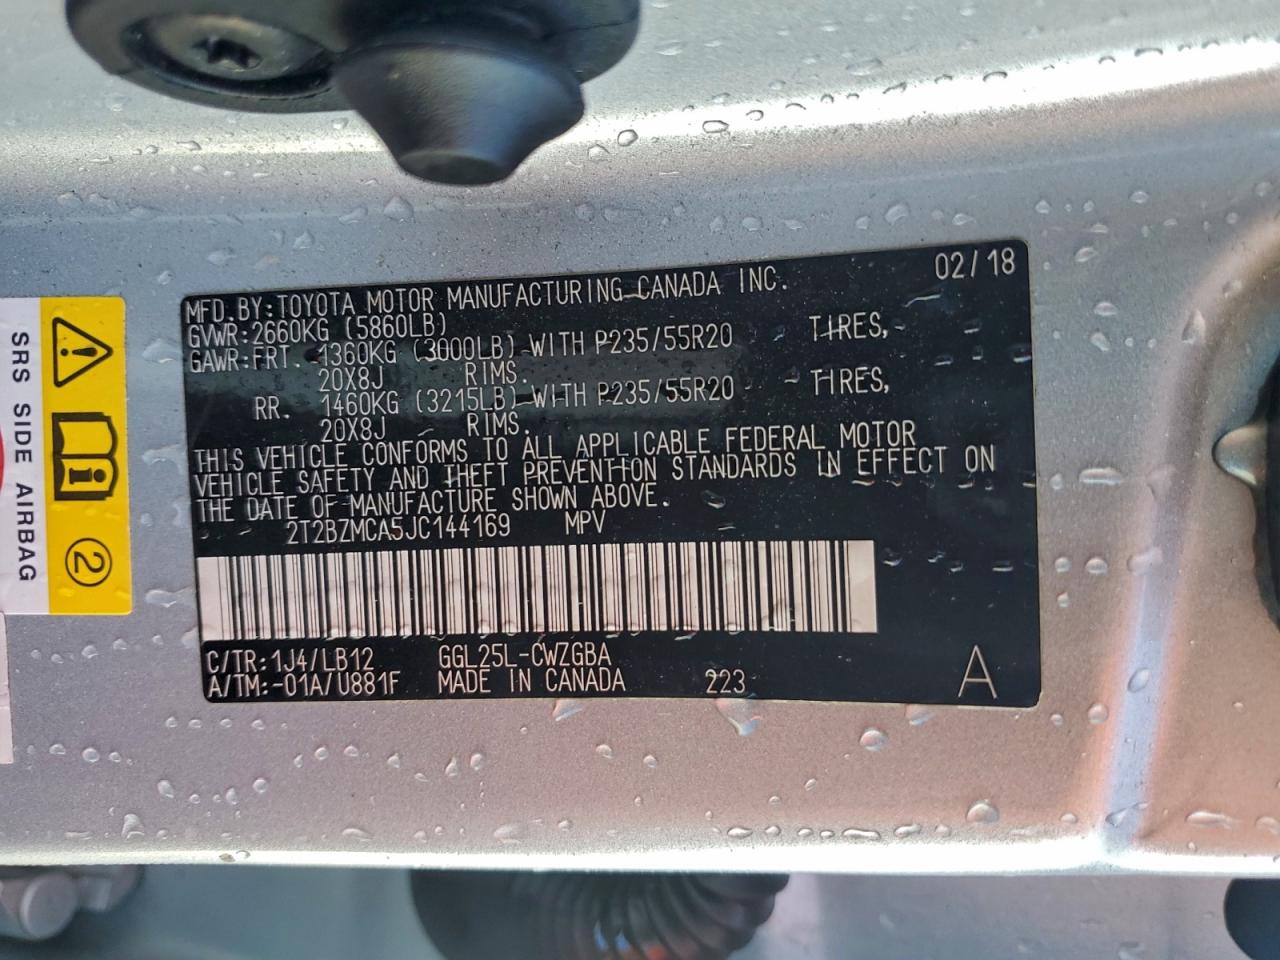 MFD.BY:TOYOTA MOTOR MANUFACTURING CANADA INC. 02/18
GVWR:2660KG (5860LB)
GAWR:FRT. 1360KG (3000LB) WITH P235/55R20 TIRES,
20X8J RIMS.
RR. 1460KG (3215LB) WITH P235/55R20 TIRES,
20X8J RIMS.
THIS VEHICLE CONFORMS TO ALL APPLICABLE FEDERAL MOTOR
VEHICLE SAFETY AND THEFT PREVENTION STANDARDS IN EFFECT ON
THE DATE OF MANUFACTURE SHOWN ABOVE.
2T2BZMCA5JC144169 MPV
C/TR:1J4/LB12 GGL25L-CWZGBA
A/TM:-01A/U881F MADE IN CANADA 223 A
SRS SIDE AIRBAG
2